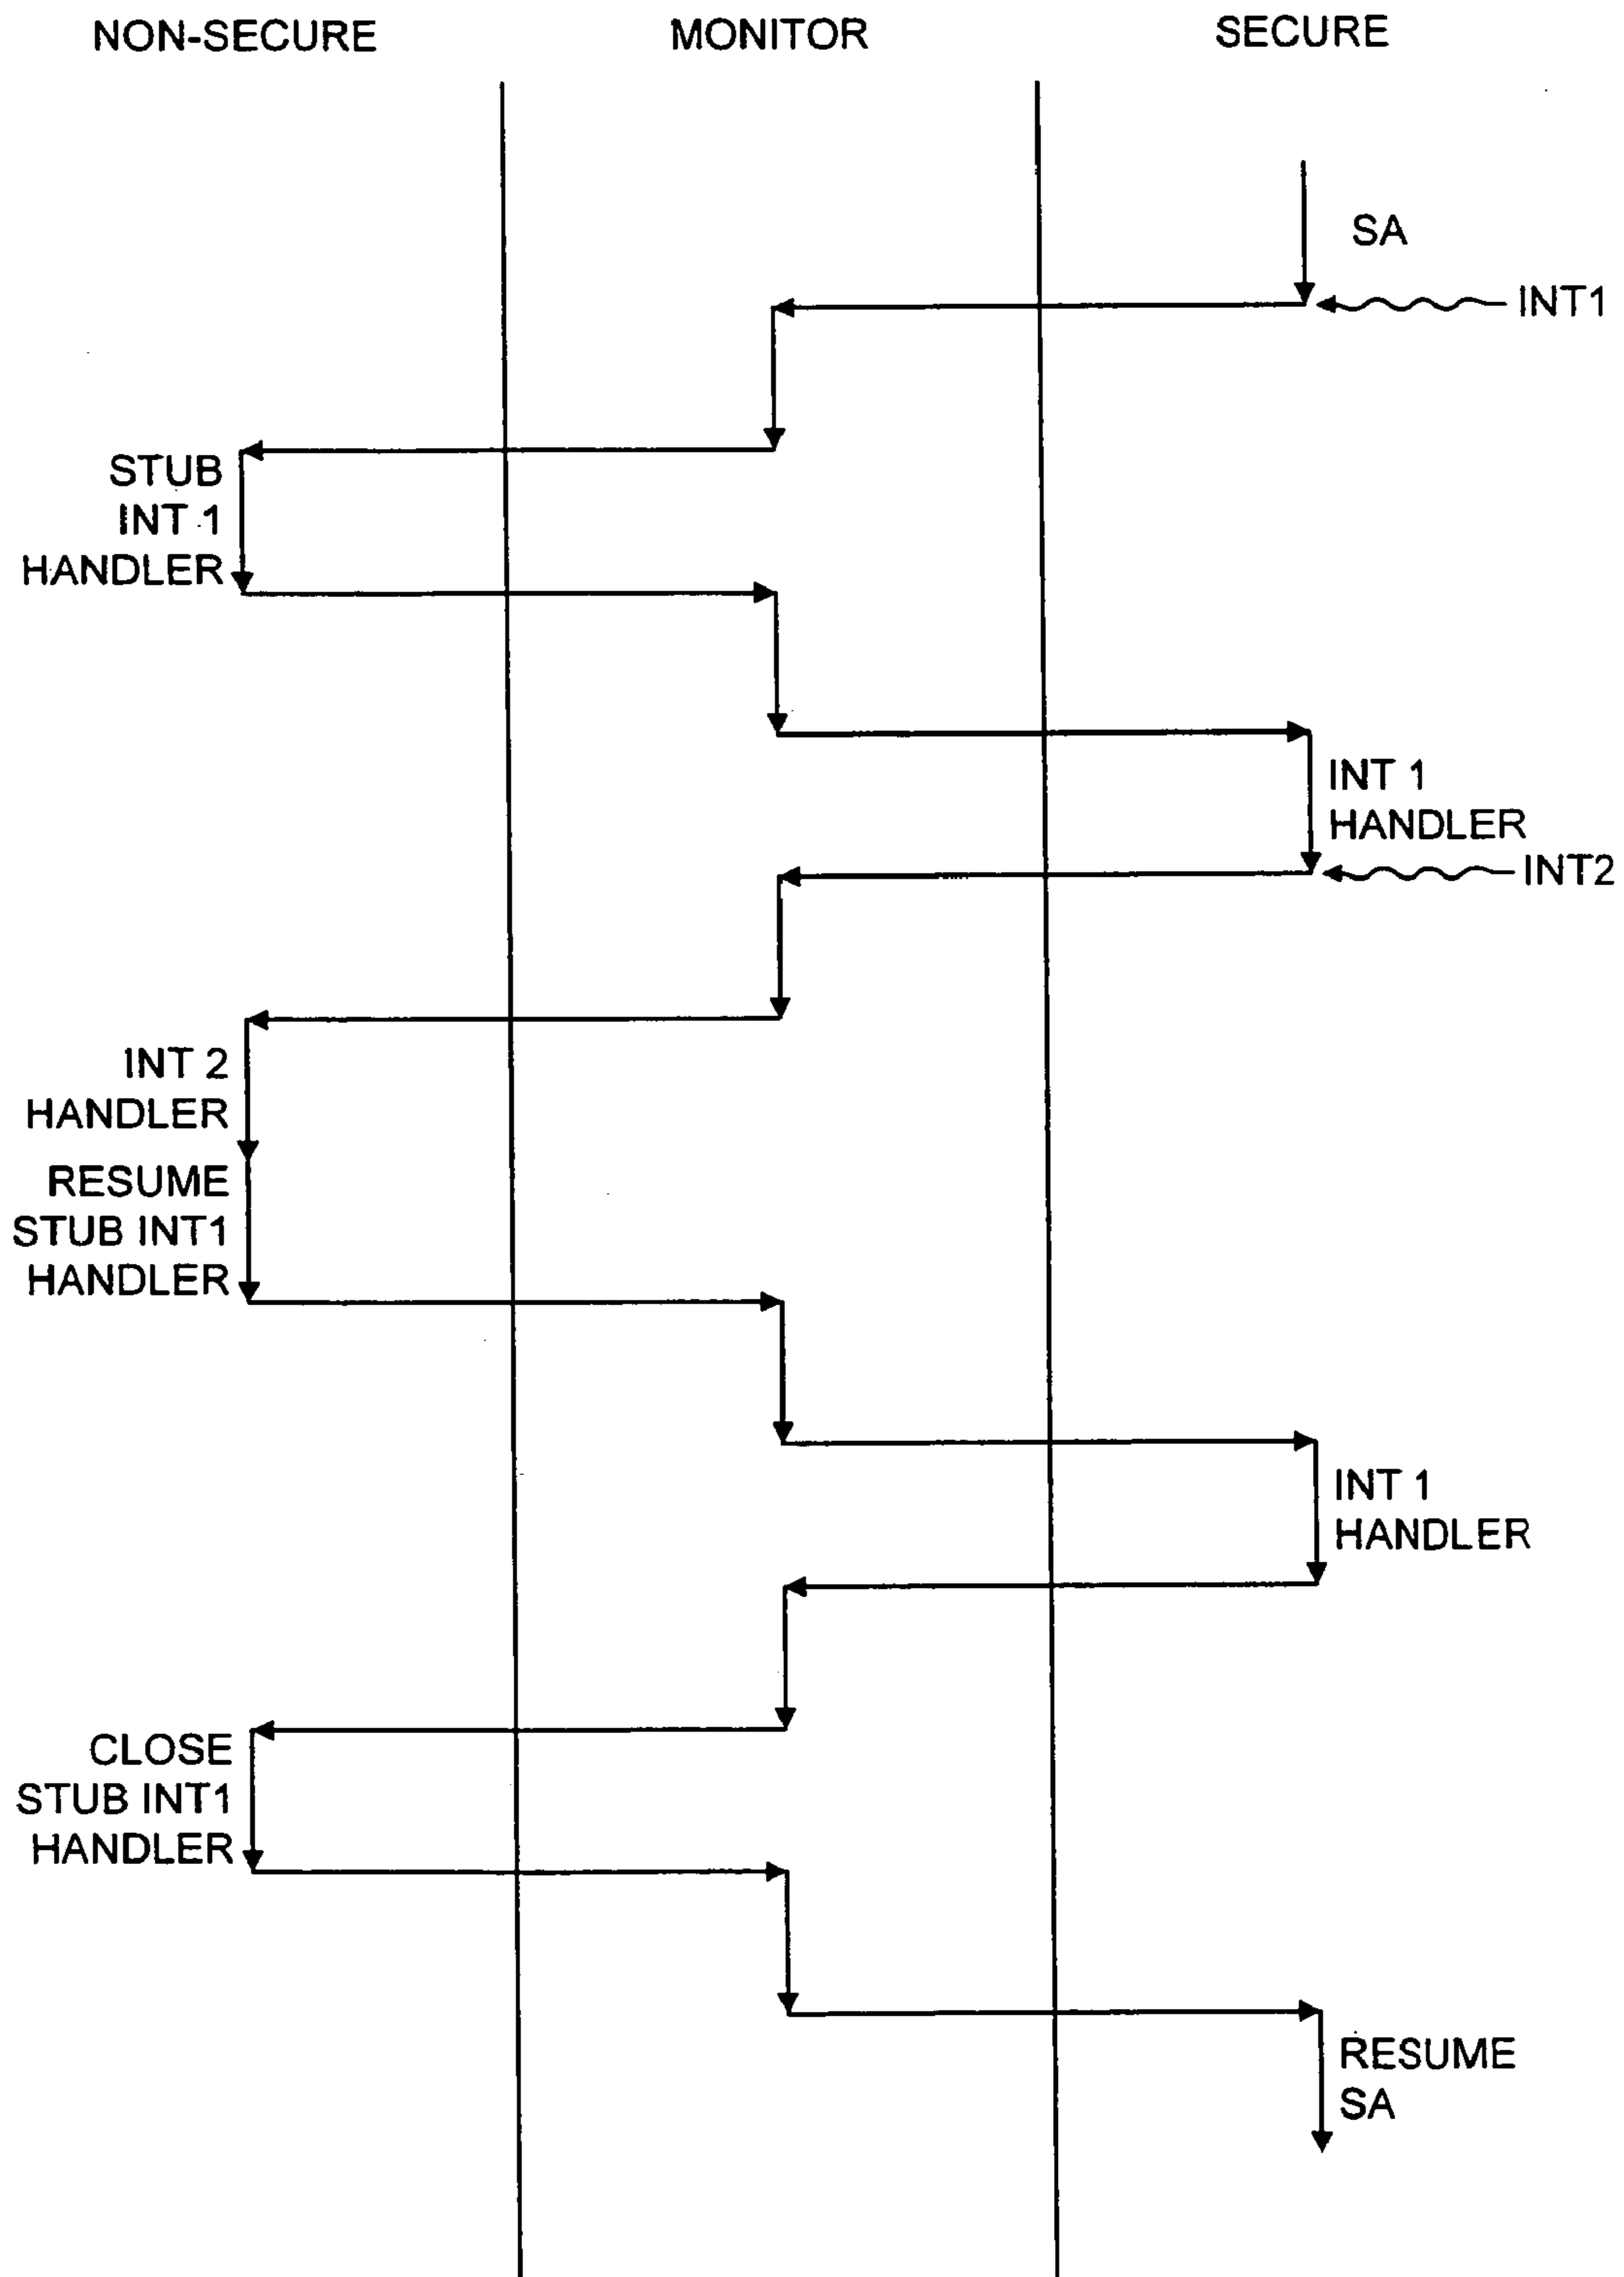 NON-SECURE
MONITOR
SECURE
SA
INT1
STUB
INT 1
HANDLER
INT 1
HANDLER
INT2
INT 2
HANDLER
RESUME
STUB INT1
HANDLER
INT 1
HANDLER
CLOSE
STUB INT1
HANDLER
RESUME
SA